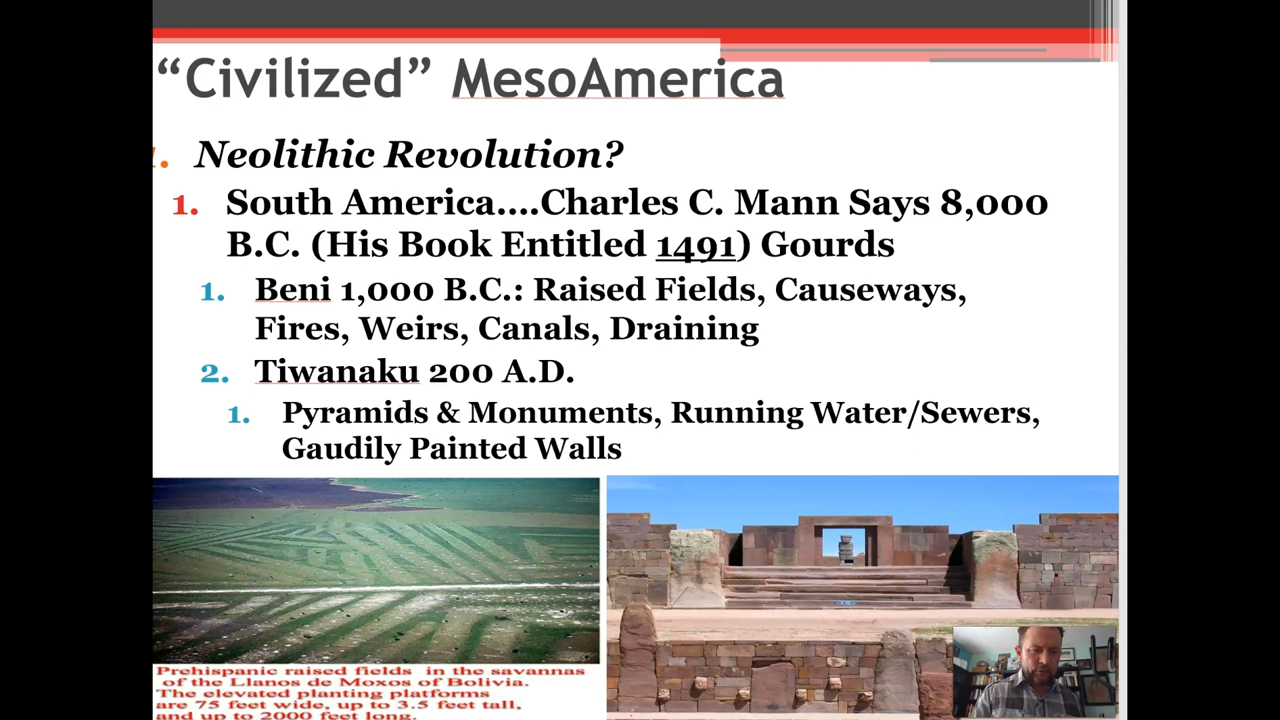 “Civilized” MesoAmerica
1. Neolithic Revolution?
1. South America....Charles C. Mann Says 8,000
B.C. (His Book Entitled 1491) Gourds
1. Beni 1,000 B.C.: Raised Fields, Causeways,
Fires, Weirs, Canals, Draining
2. Tiwanaku 200 A.D.
1. Pyramids & Monuments, Running Water/Sewers,
Gaudily Painted Walls
Prehispanic raised fields in the savannas
of the Llanos de Moxos of Bolivia.
The elevated planting platforms
are 75 feet wide, up to 3.5 feet tall,
and up to 2000 feet long.